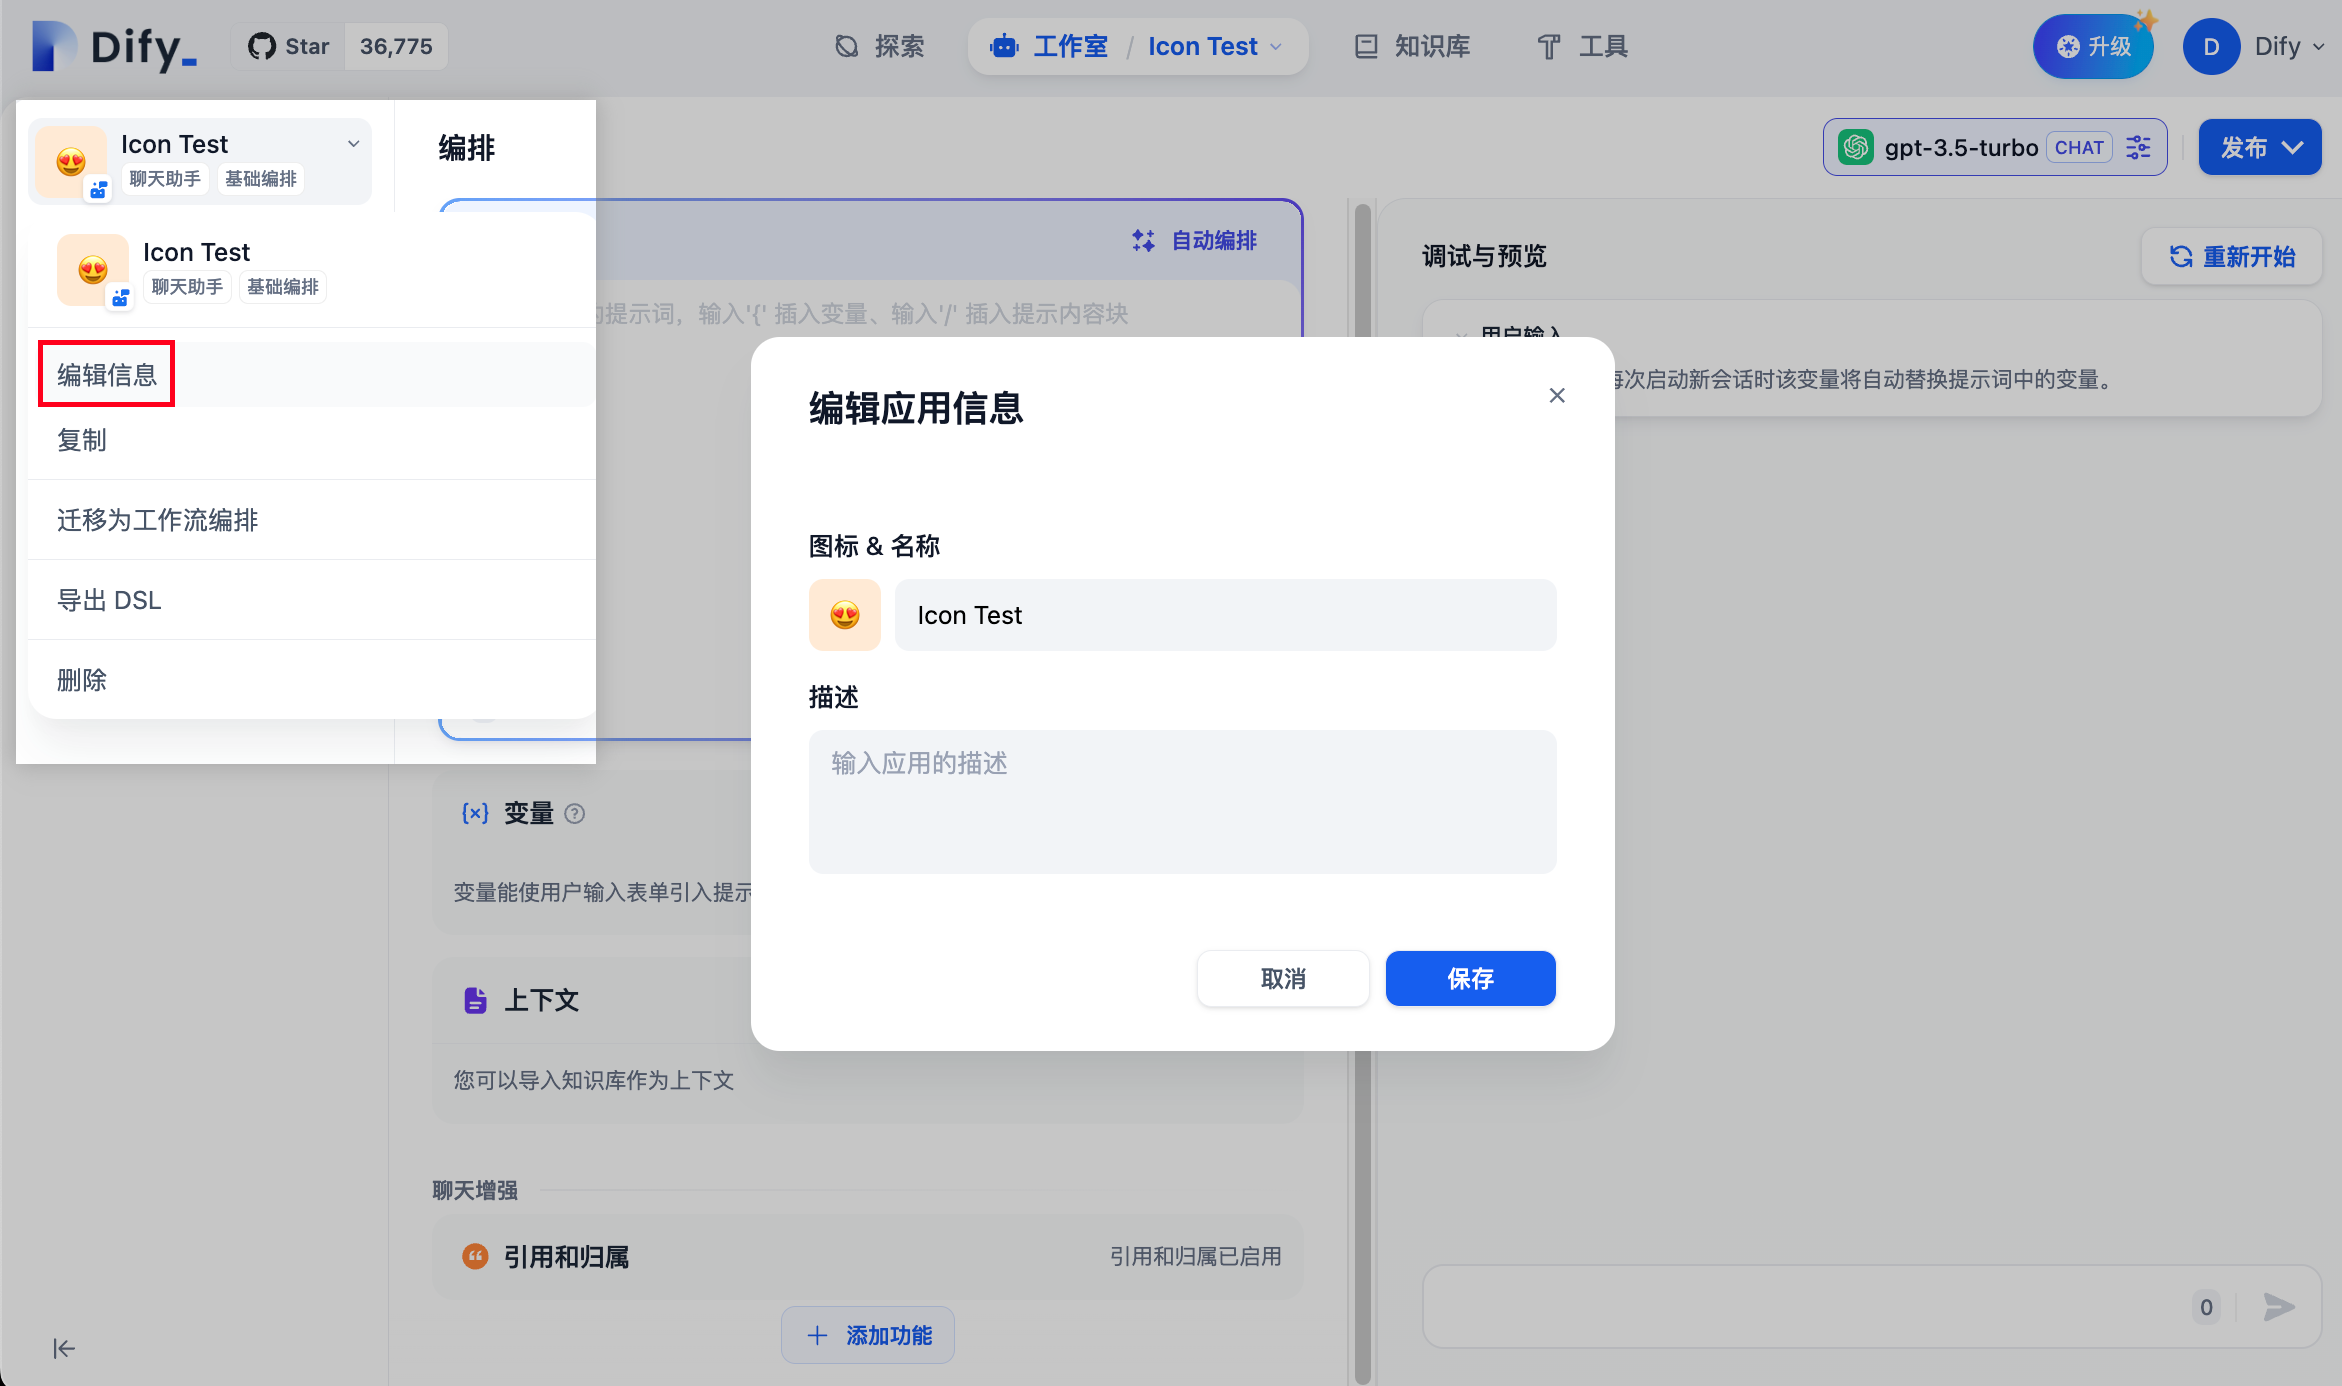 Dify_
Star 36,775
探索
工作室 / Icon Test
知识库
工具
升级
D Dify
Icon Test
聊天助手 基础编排
编排
gpt-3.5-turbo CHAT
发布
Icon Test
聊天助手 基础编排
自动编排
的提示词，输入'{' 插入变量、输入'/' 插入提示内容块
调试与预览
重新开始
用户输入
每次启动新会话时该变量将自动替换提示词中的变量。
编辑信息
复制
迁移为工作流编排
导出 DSL
删除
编辑应用信息
图标 & 名称
Icon Test
描述
输入应用的描述
取消
保存
{x} 变量
变量能使用户输入表单引入提示
上下文
您可以导入知识库作为上下文
聊天增强
引用和归属
引用和归属已启用
添加功能
0